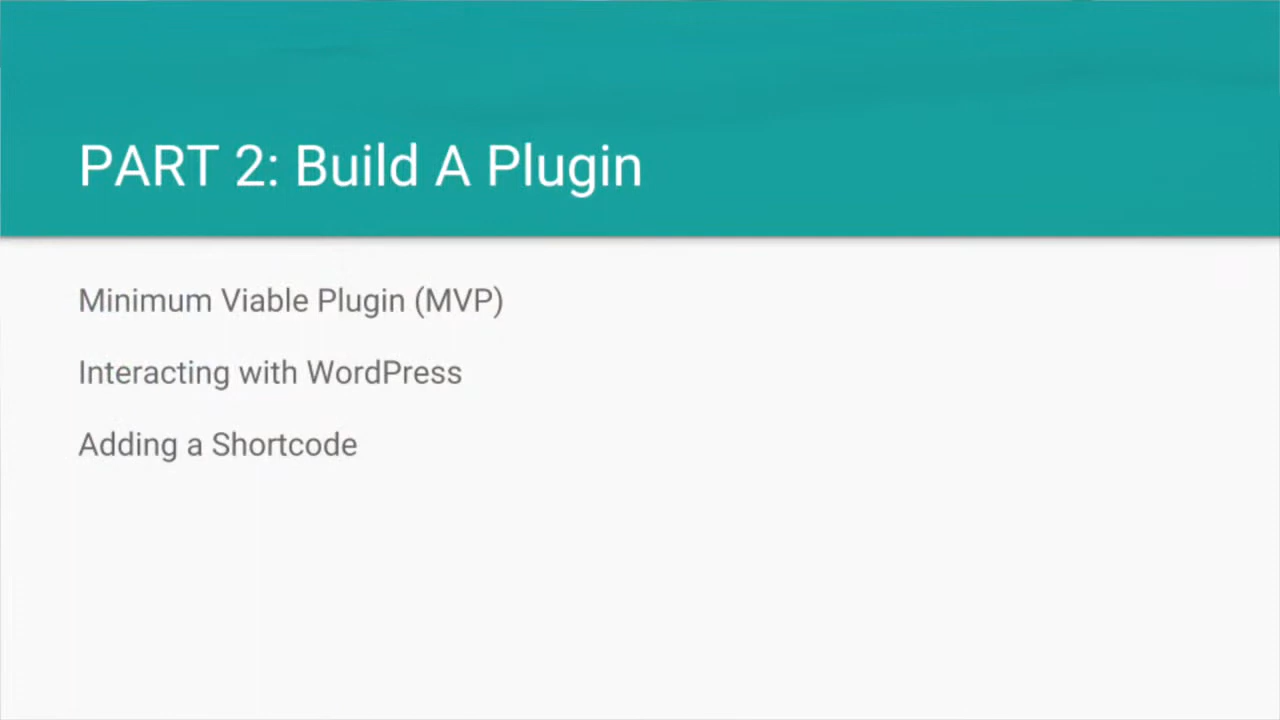 PART 2: Build A Plugin
Minimum Viable Plugin (MVP)
Interacting with WordPress
Adding a Shortcode